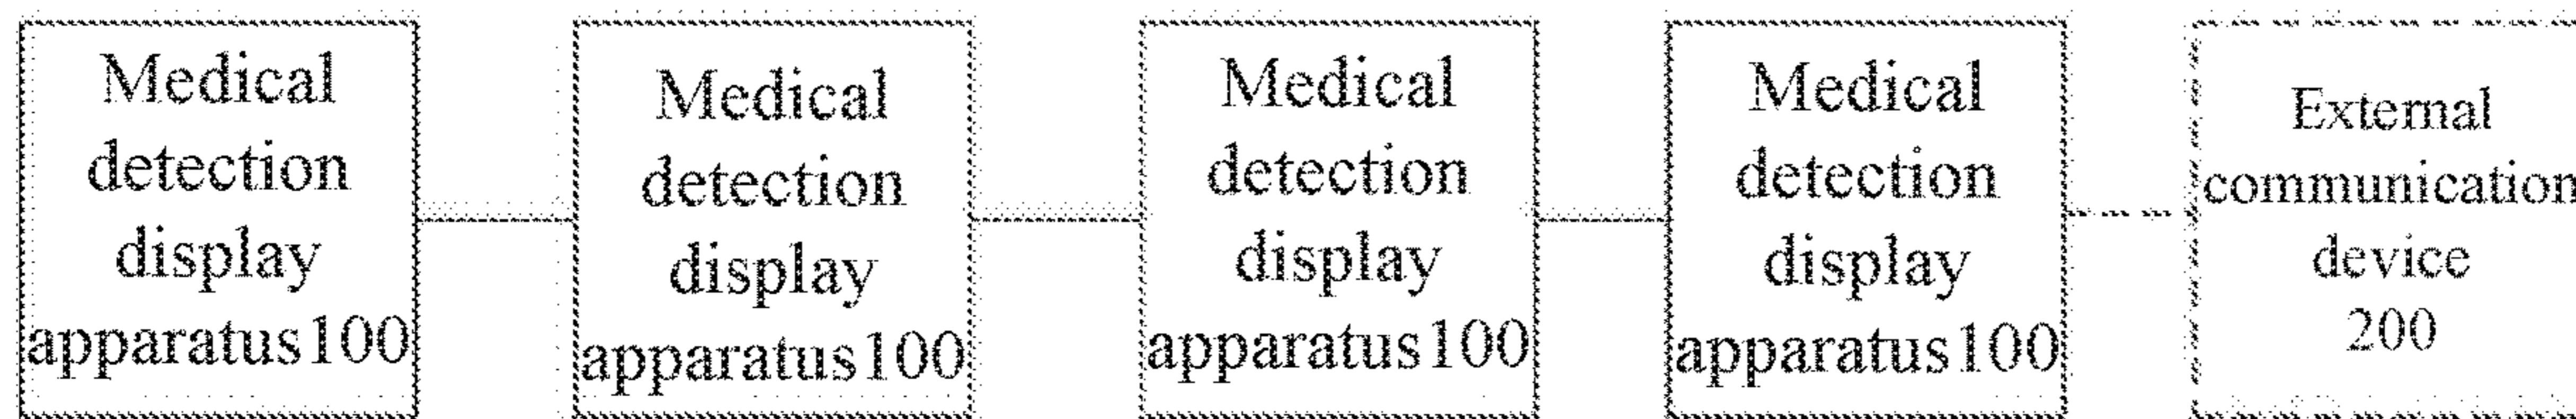 Medical
detection
display
apparatus100
Medical
detection
display
apparatus100
Medical
detection
display
apparatus100
Medical
detection
display
apparatus100
External
communication
device
200